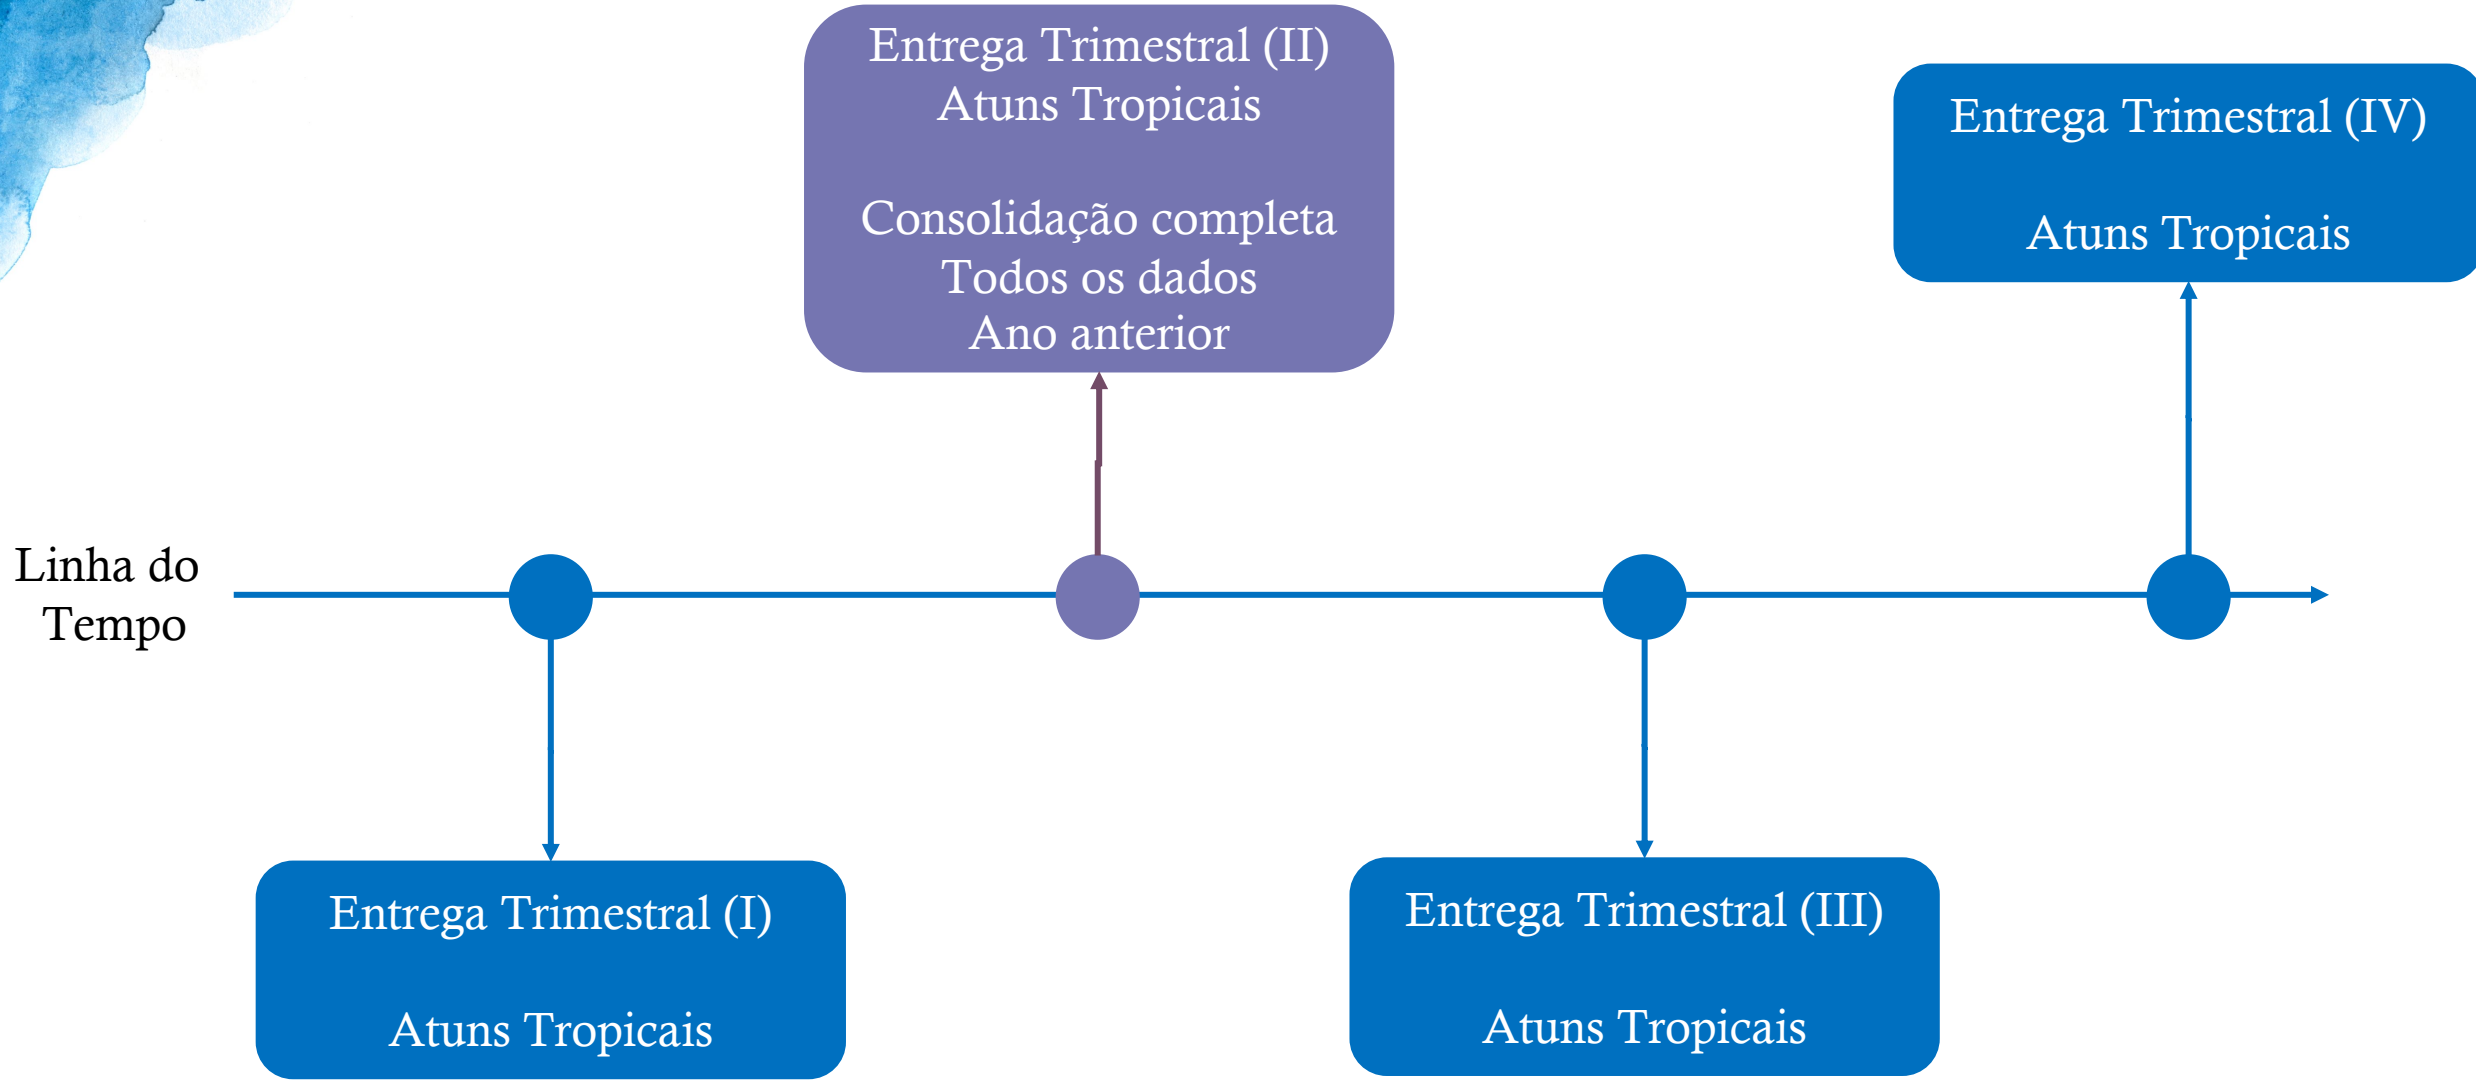 Entrega Trimestral (II)
Atuns Tropicais
Consolidação completa
Todos os dados
Ano anterior
Entrega Trimestral (IV)
Atuns Tropicais
Linha do
Tempo
Entrega Trimestral (I)
Atuns Tropicais
Entrega Trimestral (III)
Atuns Tropicais